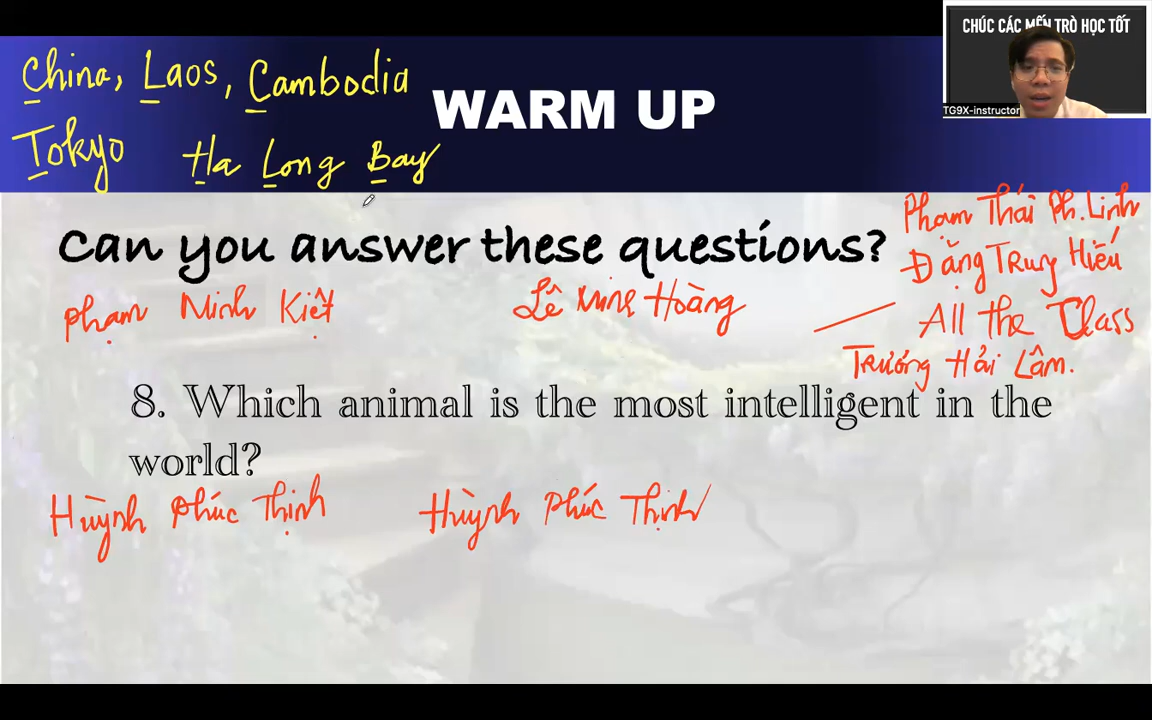 CHÚC CÁC MẾN TRÒ HỌC TỐT
TG9X-instructor
China, Laos, Cambodia
WARM UP
Tokyo Ha Long Bay
Phạm Thái Ph. Linh
Can you answer these questions?
Đặng Trung Hiếu
Phạm Minh Kiệt
Lê Minh Hoàng
All the Class
Trương Hải Lâm.
8. Which animal is the most intelligent in the
world?
Huỳnh Phúc Thịnh
Huỳnh Phúc Thịnh